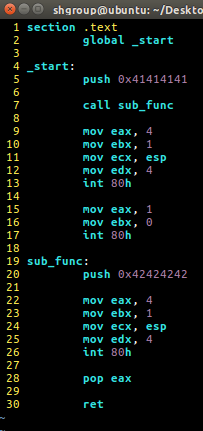 shgroup@ubuntu: ~/Deskto
1 section .text
2 global _start
3
4 _start:
5 push 0x41414141
6
7 call sub_func
8
9 mov eax, 4
10 mov ebx, 1
11 mov ecx, esp
12 mov edx, 4
13 int 80h
14
15 mov eax, 1
16 mov ebx, 0
17 int 80h
18
19 sub_func:
20 push 0x42424242
21
22 mov eax, 4
23 mov ebx, 1
24 mov ecx, esp
25 mov edx, 4
26 int 80h
27
28 pop eax
29
30 ret
~
~